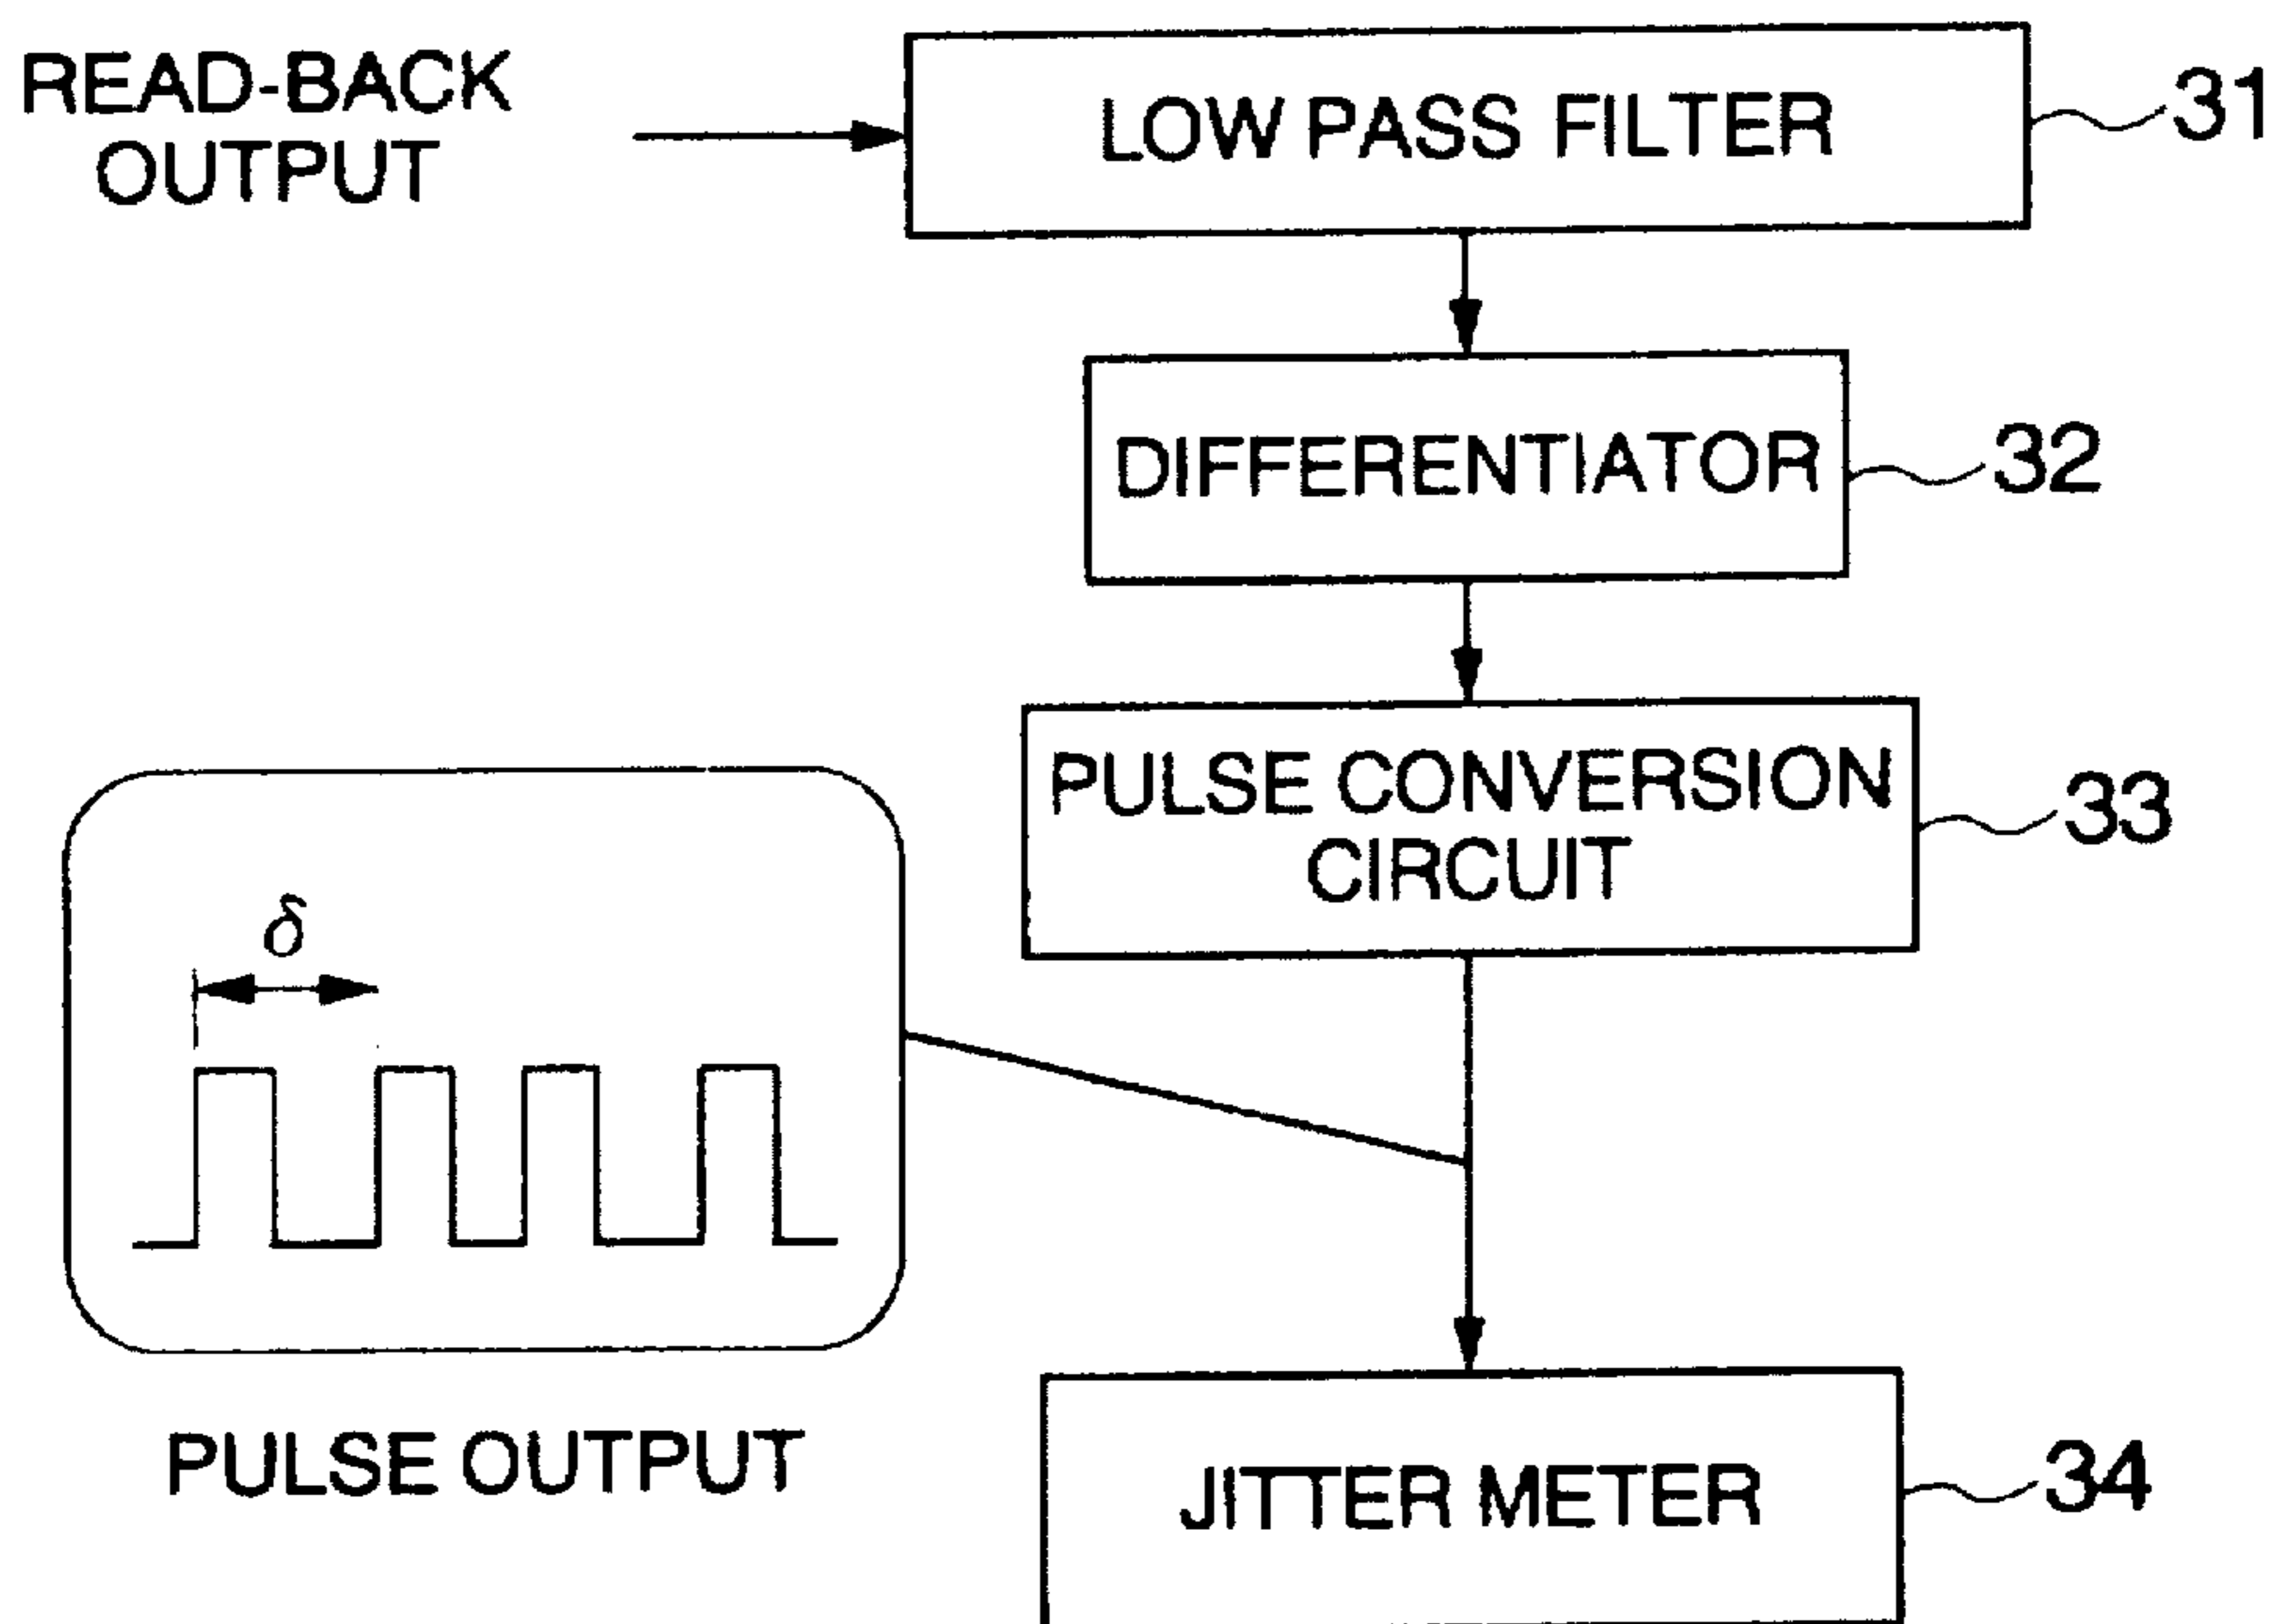 READ-BACK
OUTPUT
LOW PASS FILTER
31
DIFFERENTIATOR
32
PULSE CONVERSION
CIRCUIT
33
δ
PULSE OUTPUT
JITTER METER
34